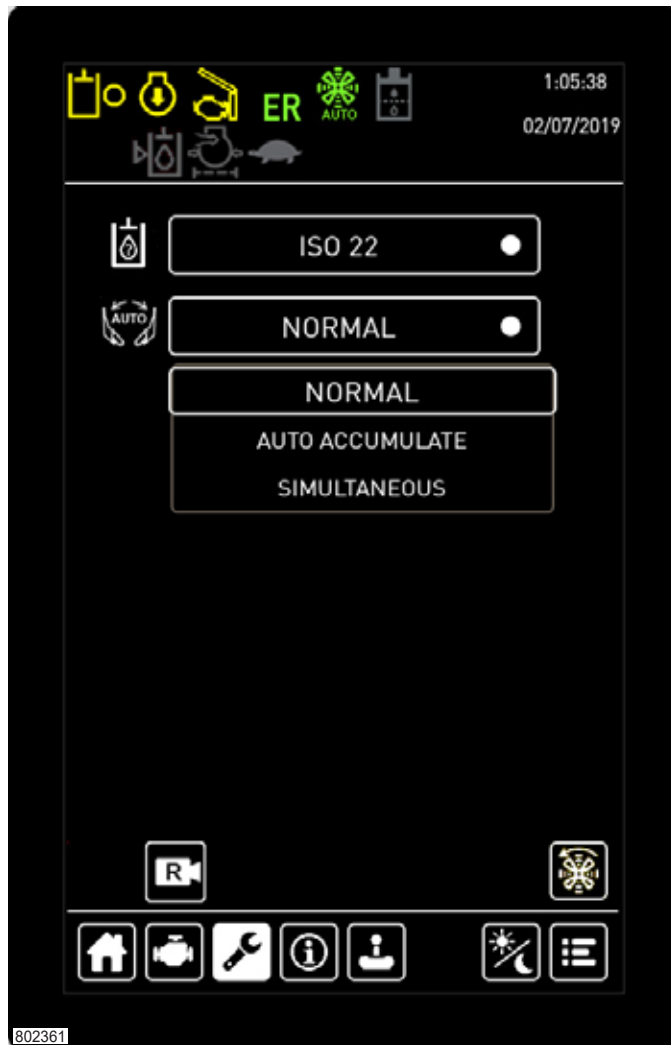 1:05:38
ER
AUTO
02/07/2019
ISO 22
AUTO
NORMAL
NORMAL
AUTO ACCUMULATE
SIMULTANEOUS
R
802361